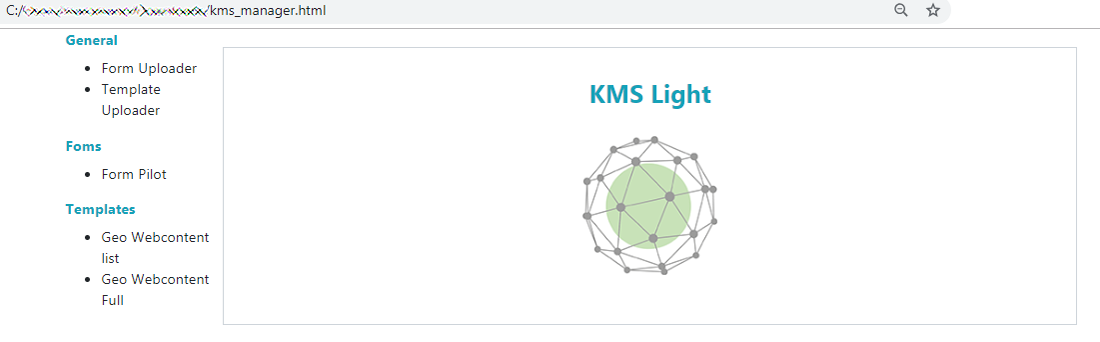 C:/ /kms_manager.html
General
Form Uploader
Template
Uploader
Foms
Form Pilot
Templates
Geo Webcontent
list
Geo Webcontent
Full
KMS Light